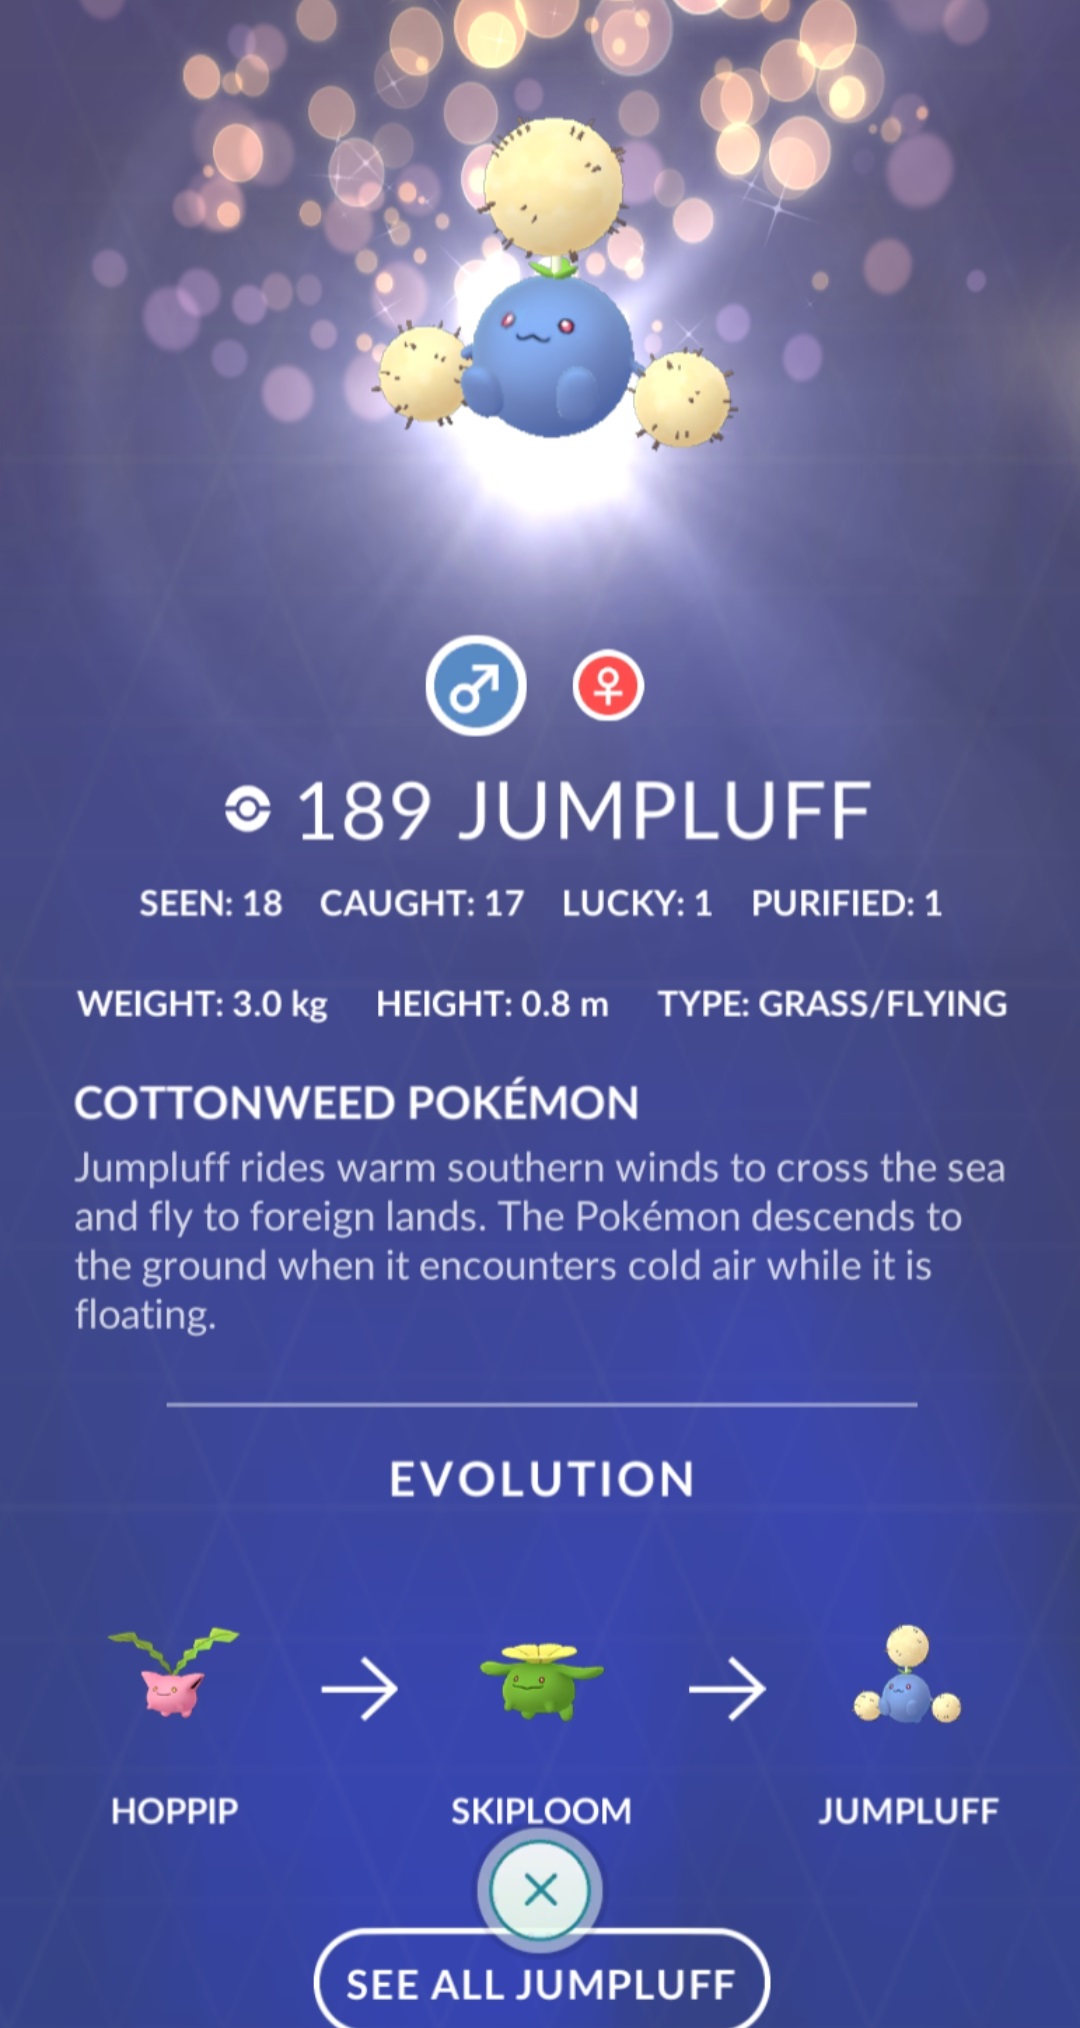 189 JUMPLUFF
SEEN: 18 CAUGHT: 17 LUCKY: 1 PURIFIED: 1
WEIGHT: 3.0 kg HEIGHT: 0.8 m TYPE: GRASS/FLYING
COTTONWEED POKÉMON
Jumpluff rides warm southern winds to cross the sea
and fly to foreign lands. The Pokémon descends to
the ground when it encounters cold air while it is
floating.
EVOLUTION
HOPPIP SKIPLOOM JUMPLUFF
SEE ALL JUMPLUFF